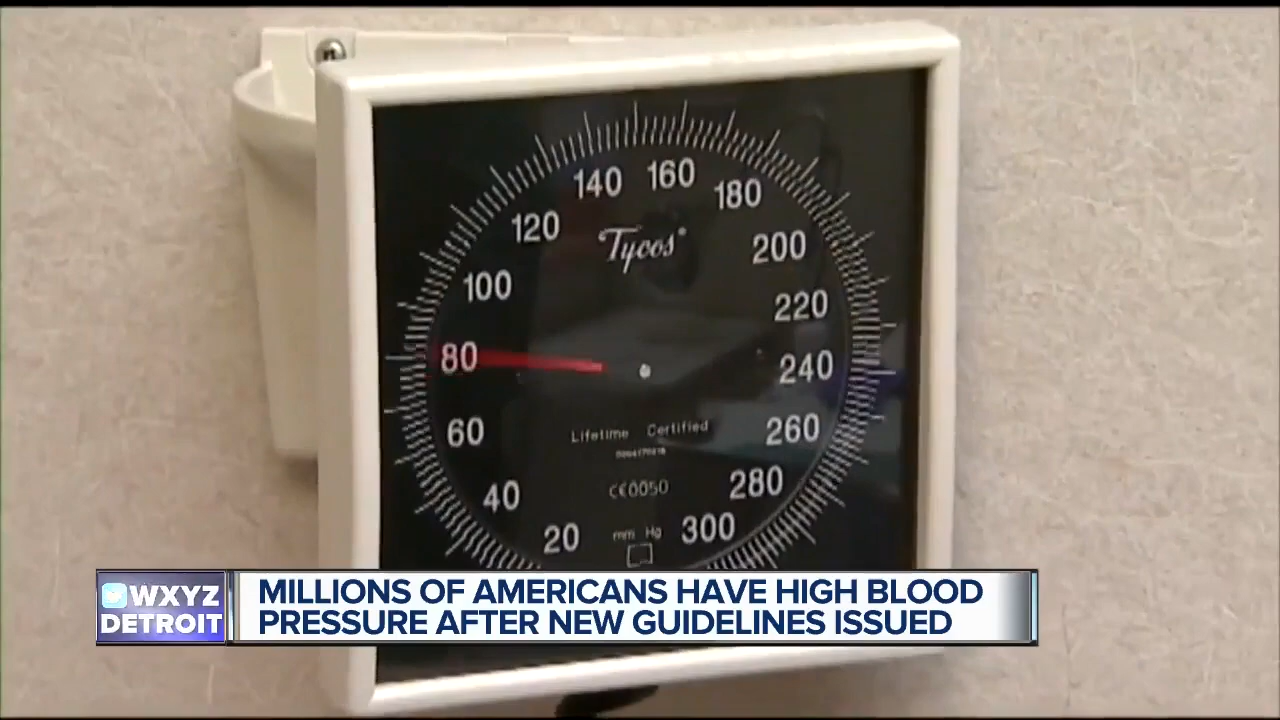 140 160
120 180
Tycos
100 200
220
80 240
60 Lifetime Certified 260
40 CE0050 280
20 mm Hg 300
WXYZ
DETROIT
MILLIONS OF AMERICANS HAVE HIGH BLOOD
PRESSURE AFTER NEW GUIDELINES ISSUED